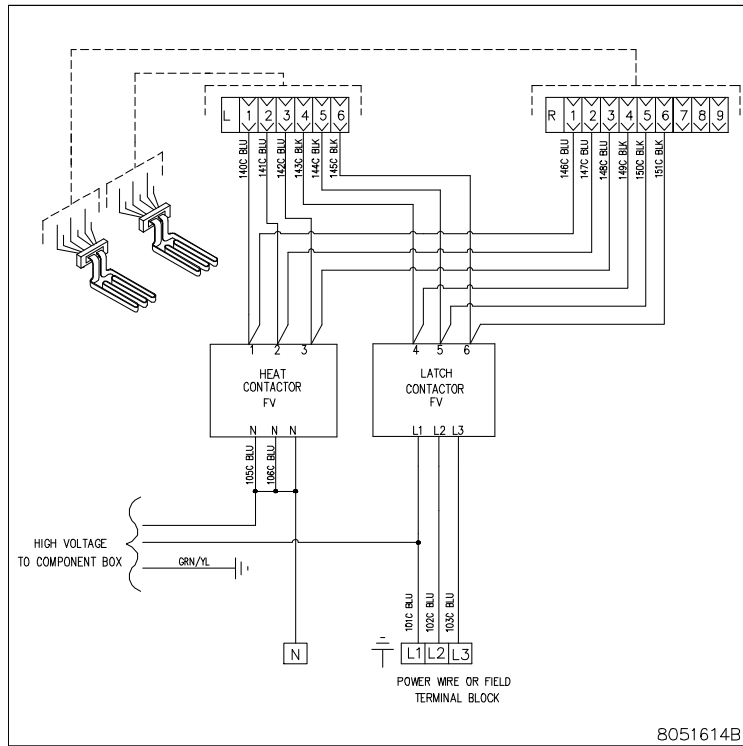 L 1 2 3 4 5 6
R 1 2 3 4 5 6 7 8 9
140C BLU
141C BLU
142C BLU
143C BLK
144C BLK
145C BLK
146C BLU
147C BLU
148C BLU
149C BLK
150C BLK
151C BLK
1 2 3
HEAT
CONTACTOR
FV
N N N
4 5 6
LATCH
CONTACTOR
FV
L1 L2 L3
105C BLU
106C BLU
HIGH VOLTAGE
TO COMPONENT BOX
GRN/YL
101C BLU
102C BLU
103C BLU
N
L1 L2 L3
POWER WIRE OR FIELD
TERMINAL BLOCK
8051614B